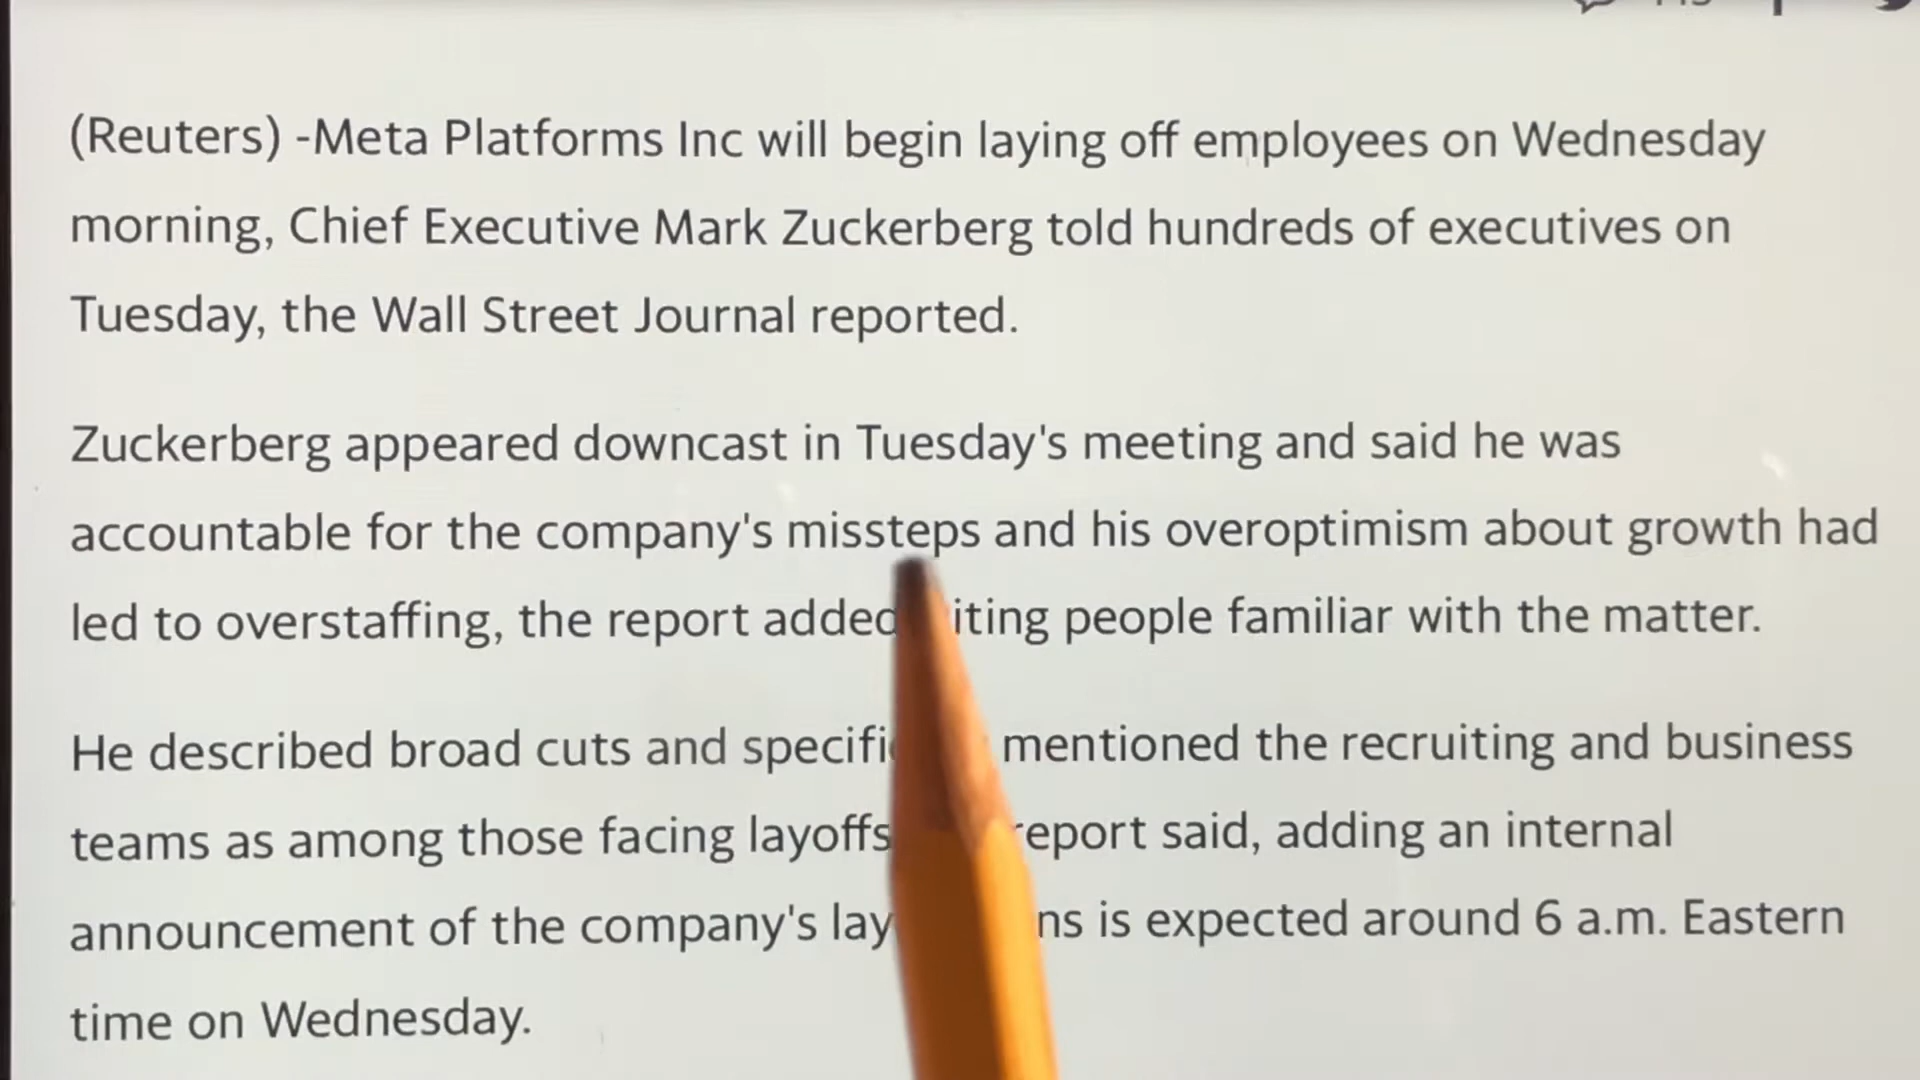 (Reuters) -Meta Platforms Inc will begin laying off employees on Wednesday
morning, Chief Executive Mark Zuckerberg told hundreds of executives on
Tuesday, the Wall Street Journal reported.
Zuckerberg appeared downcast in Tuesday's meeting and said he was
accountable for the company's missteps and his overoptimism about growth had
led to overstaffing, the report added people familiar with the matter.
He described broad cuts and mentioned the recruiting and business
teams as among those facing layoffs said, adding an internal
announcement of the company's is expected around 6 a.m. Eastern
time on Wednesday.